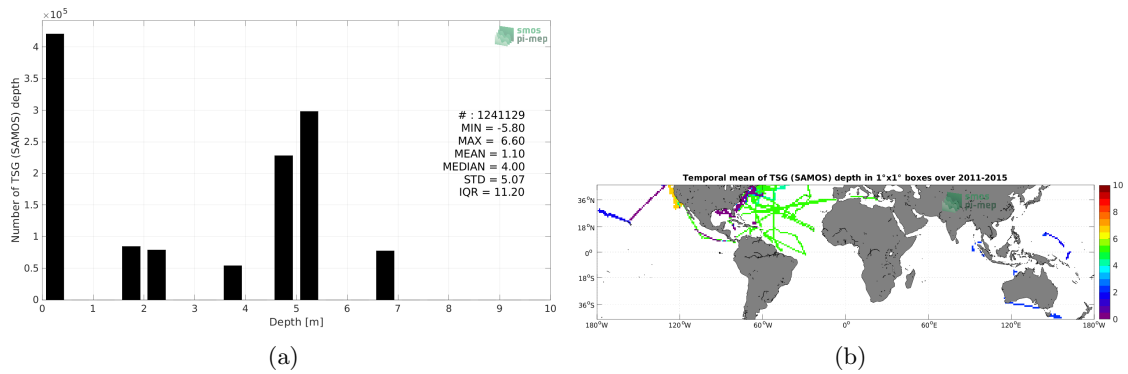 ×10⁵
4
3.5
3
2.5
2
1.5
1
0.5
0
Number of TSG (SAMOS) depth
0 1 2 3 4 5 6 7 8 9 10
Depth [m]
smos
pi-mep
# : 1241129
MIN = -5.80
MAX = 6.60
MEAN = 1.10
MEDIAN = 4.00
STD = 5.07
IQR = 11.20
(a)
Temporal mean of TSG (SAMOS) depth in 1°x1° boxes over 2011-2015
smos
pi-mep
36°N
18°N
0°
18°S
36°S
180°W 120°W 60°W 0° 60°E 120°E 180°W
10
8
6
4
2
0
(b)